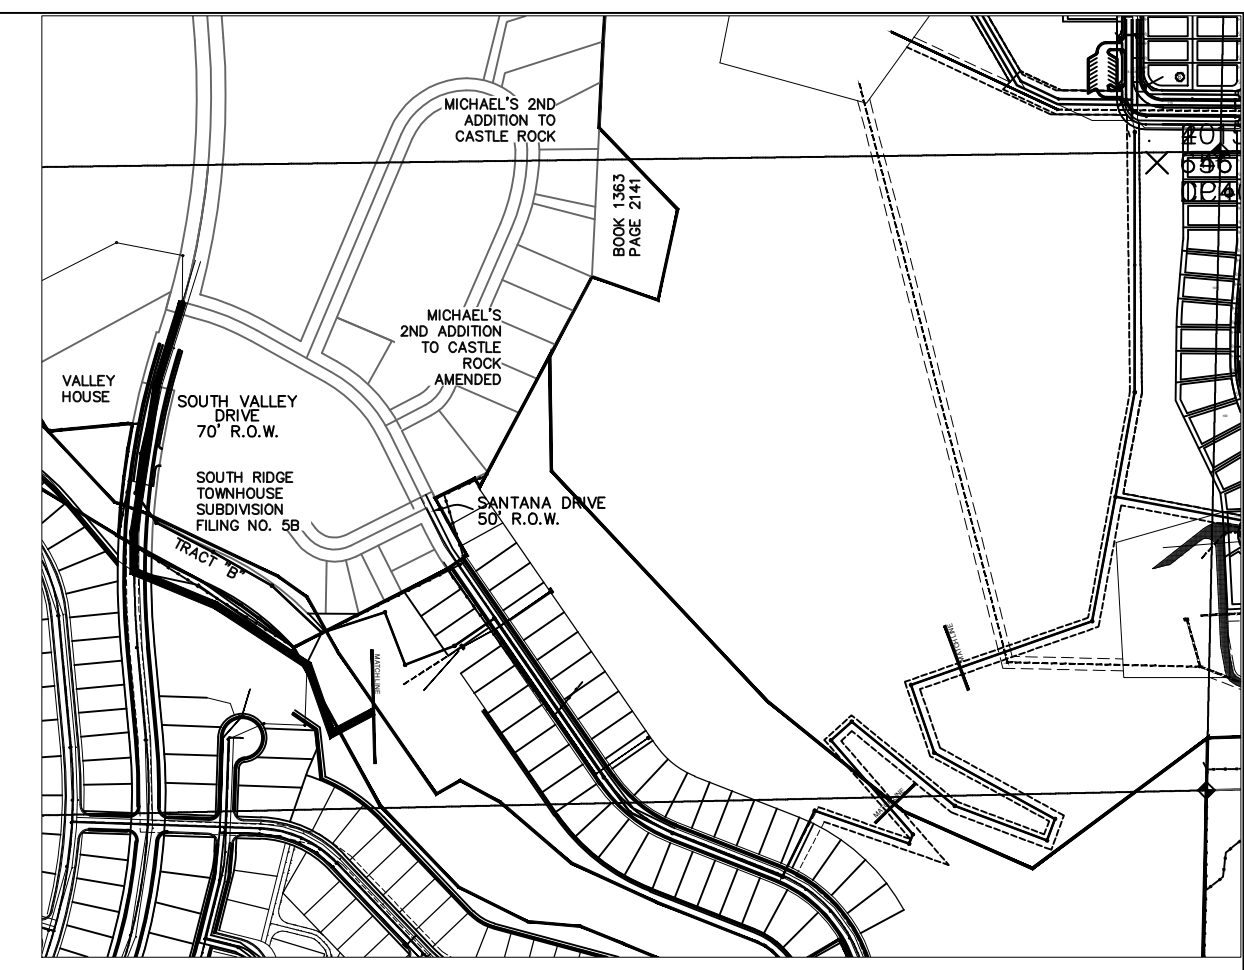 MICHAEL'S 2ND
ADDITION TO
CASTLE ROCK
BOOK 1363
PAGE 2141
MICHAEL'S
2ND ADDITION
TO CASTLE
ROCK
AMENDED
VALLEY
HOUSE
SOUTH VALLEY
DRIVE
70' R.O.W.
SOUTH RIDGE
TOWNHOUSE
SUBDIVISION
FILING NO. 5B
SANTANA DRIVE
50' R.O.W.
TRACT "B"
MATCHLINE
MATCHLINE